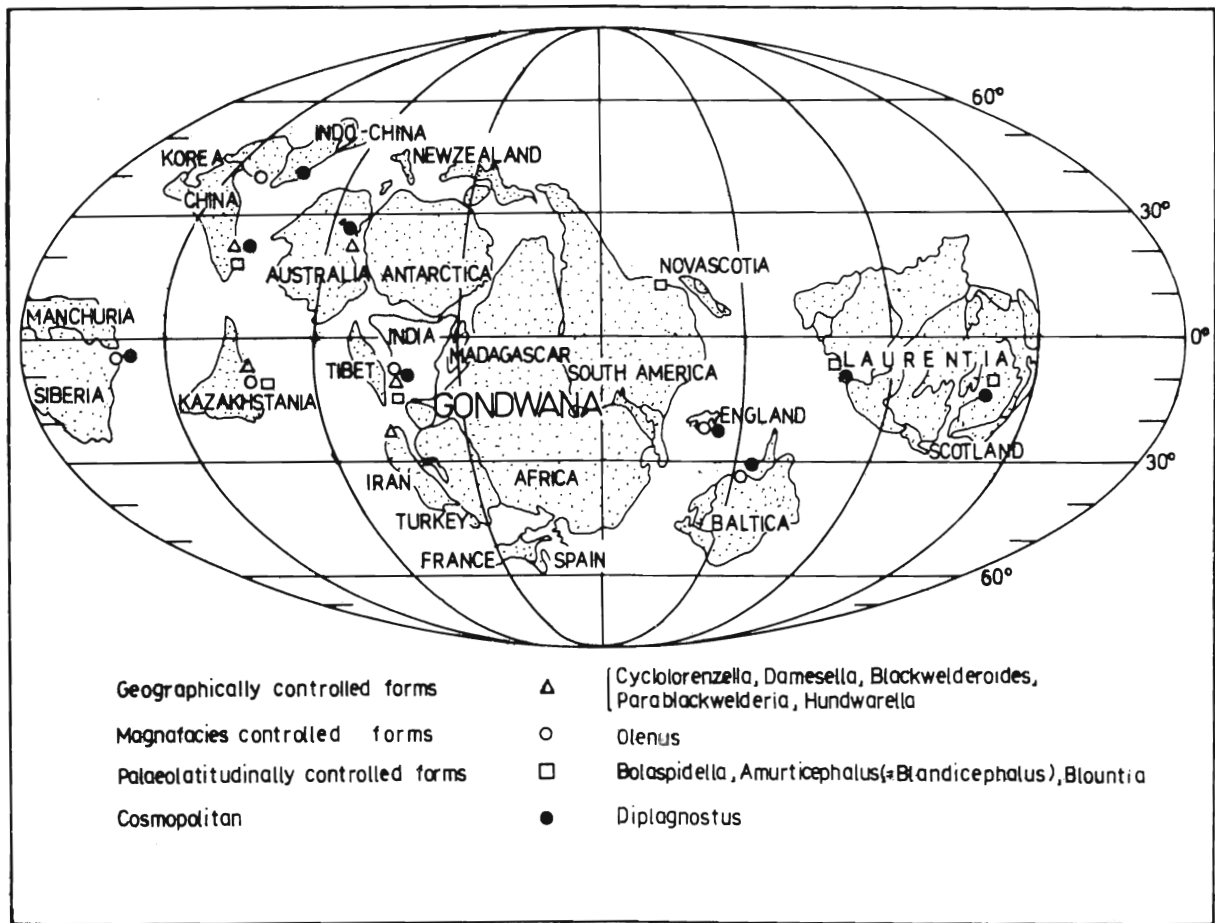 60°
INDO-CHINA
KOREA
NEWZEALAND
CHINA
30°
AUSTRALIA
ANTARCTICA
NOVASCOTIA
MANCHURIA
INDIA
0°
MADAGASCAR
LAURENTIA
TIBET
SOUTH AMERICA
SIBERIA
KAZAKHSTANIA
GONDWANA
ENGLAND
SCOTLAND
30°
IRAN
AFRICA
TURKEY
BALTICA
FRANCE
SPAIN
60°
Geographically controlled forms
Cyclolorenzella, Damesella, Blackwelderoides,
Parablackwelderia, Hundwarella
Magnafacies controlled forms
Olenus
Palaeolatitudinally controlled forms
Bolaspidella, Amurticephalus(=Blandicephalus), Blountia
Cosmopolitan
Diplagnostus